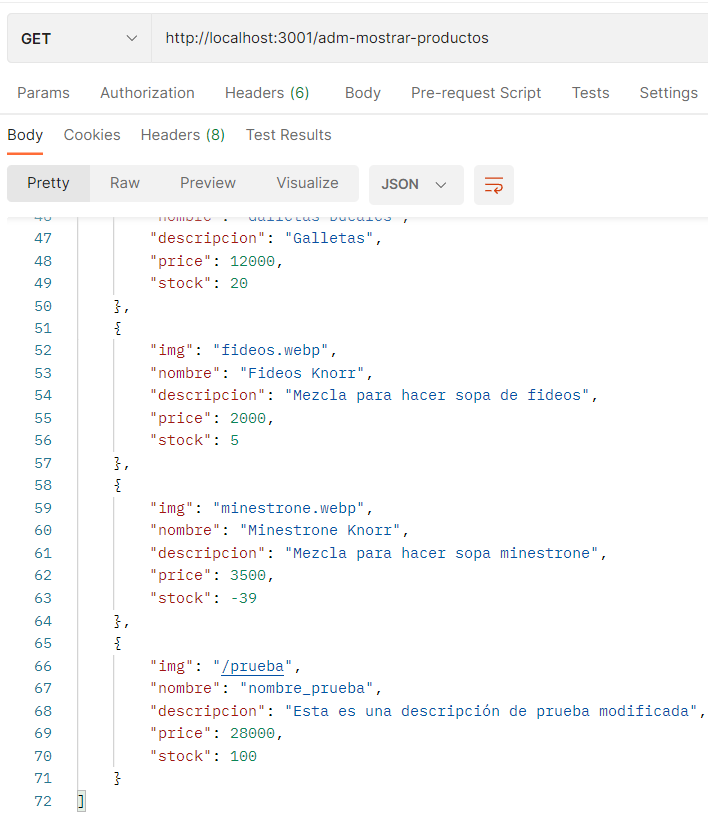 GET http://localhost:3001/adm-mostrar-productos
Params Authorization Headers (6) Body Pre-request Script Tests Settings
Body Cookies Headers (8) Test Results
Pretty Raw Preview Visualize JSON
46 "nombre": "Galletas Ducales",
47 "descripcion": "Galletas",
48 "price": 12000,
49 "stock": 20
50 },
51 {
52 "img": "fideos.webp",
53 "nombre": "Fideos Knorr",
54 "descripcion": "Mezcla para hacer sopa de fideos",
55 "price": 2000,
56 "stock": 5
57 },
58 {
59 "img": "minestrone.webp",
60 "nombre": "Minestrone Knorr",
61 "descripcion": "Mezcla para hacer sopa minestrone",
62 "price": 3500,
63 "stock": -39
64 },
65 {
66 "img": "/prueba",
67 "nombre": "nombre_prueba",
68 "descripcion": "Esta es una descripción de prueba modificada",
69 "price": 28000,
70 "stock": 100
71 }
72 ]